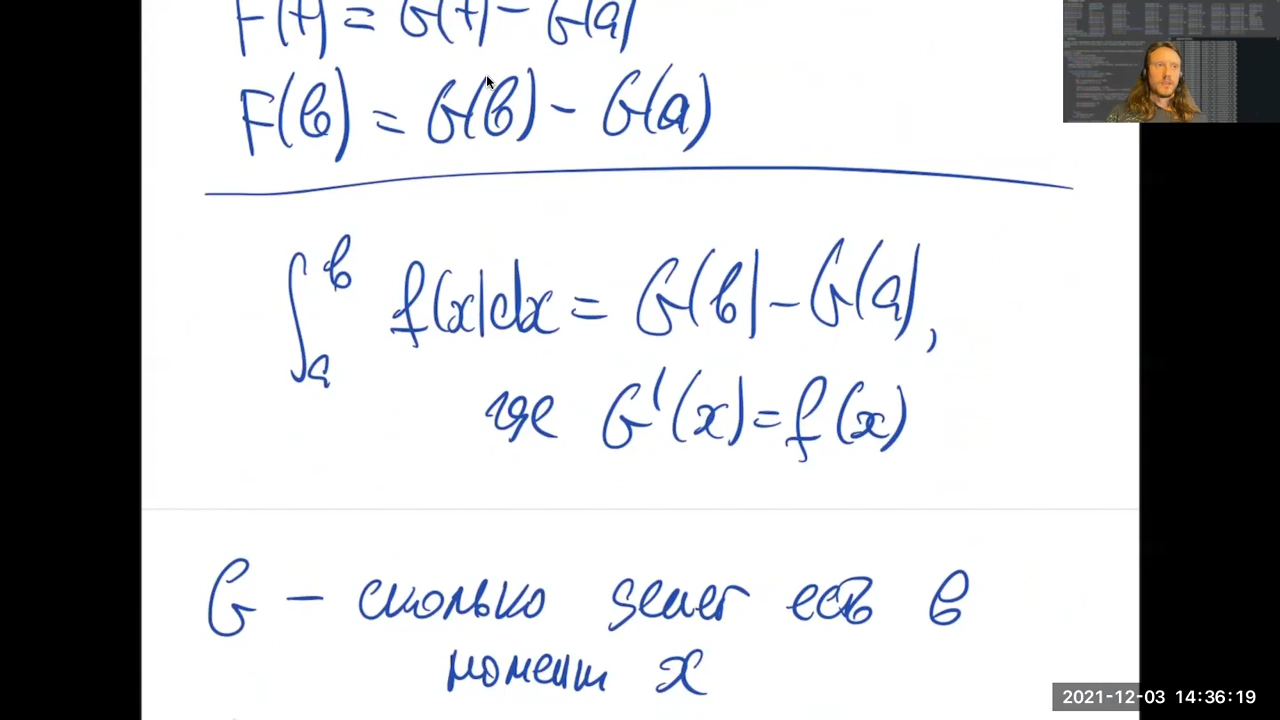 F(t) = G(t) - G(a)
F(b) = G(b) - G(a)
∫_a^b f(x)dx = G(b) - G(a),
где G'(x) = f(x)
G - сколько денег есть в
момент x
2021-12-03 14:36:19